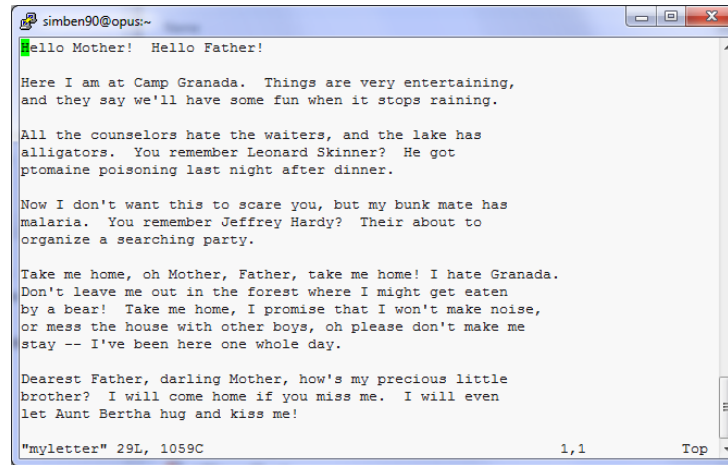 simben90@opus:~
Hello Mother!  Hello Father!
Here I am at Camp Granada.  Things are very entertaining,
and they say we'll have some fun when it stops raining.
All the counselors hate the waiters, and the lake has
alligators.  You remember Leonard Skinner?  He got
ptomaine poisoning last night after dinner.
Now I don't want this to scare you, but my bunk mate has
malaria.  You remember Jeffrey Hardy?  Their about to
organize a searching party.
Take me home, oh Mother, Father, take me home! I hate Granada.
Don't leave me out in the forest where I might get eaten
by a bear!  Take me home, I promise that I won't make noise,
or mess the house with other boys, oh please don't make me
stay -- I've been here one whole day.
Dearest Father, darling Mother, how's my precious little
brother?  I will come home if you miss me.  I will even
let Aunt Bertha hug and kiss me!
"myletter" 29L, 1059C 1,1 Top